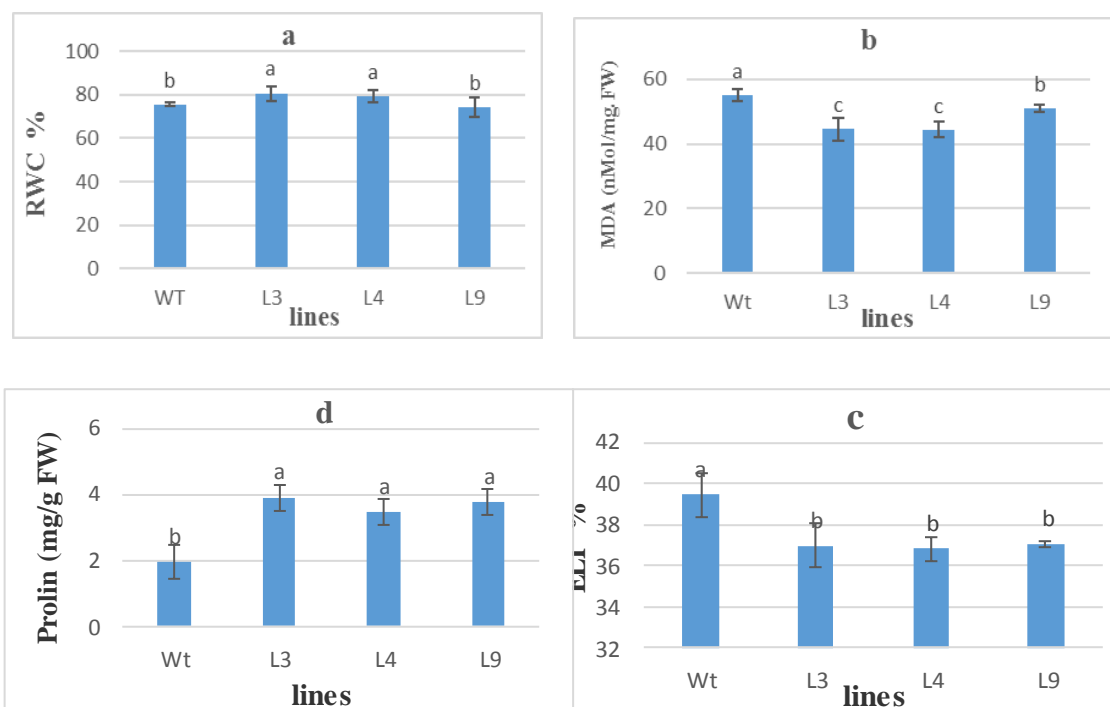 a
RWC %
100
80
60
40
20
0
b a a b
WT L3 L4 L9
lines
b
MDA (nMol/mg FW)
60
40
20
0
a c c b
Wt L3 L4 L9
lines
d
Prolin (mg/g FW)
6
4
2
0
b a a a
Wt L3 L4 L9
lines
c
%
42
40
38
36
34
32
a b b b
Wt L3 L4 L9
lines